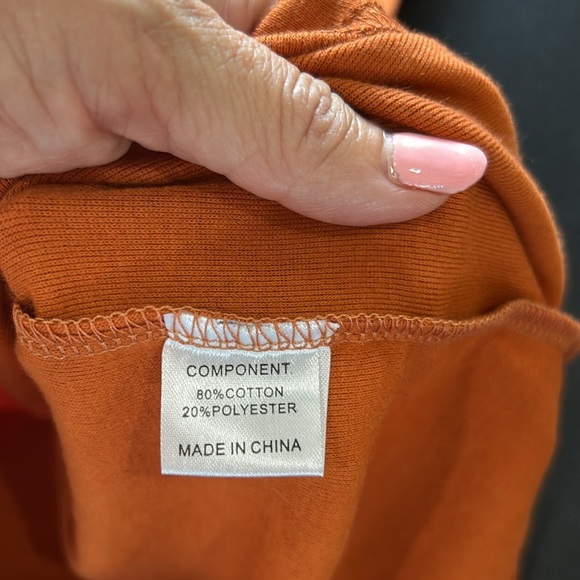 COMPONENT
80%COTTON
20%POLYESTER
MADE IN CHINA